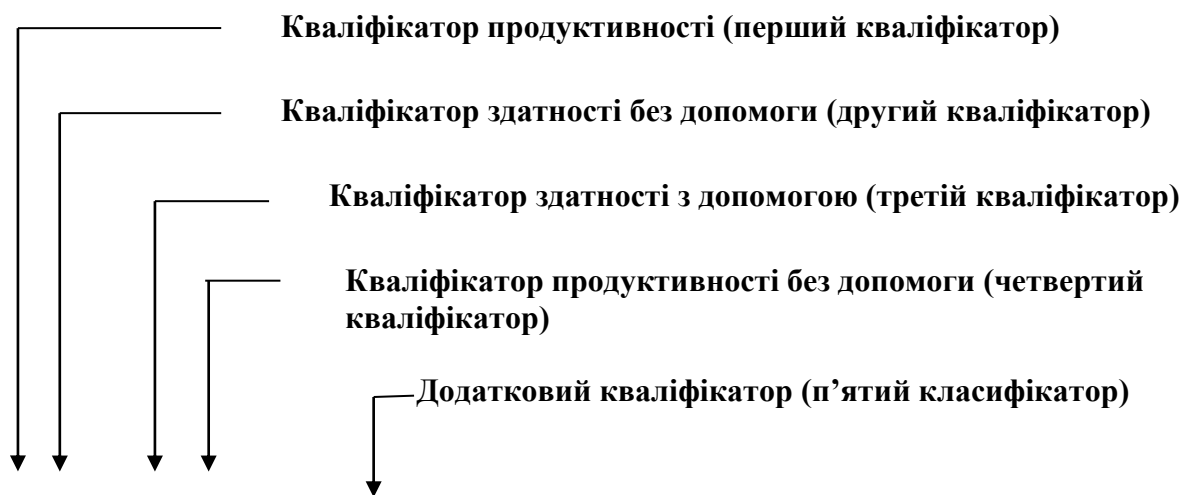 Кваліфікатор продуктивності (перший кваліфікатор)
Кваліфікатор здатності без допомоги (другий кваліфікатор)
Кваліфікатор здатності з допомогою (третій кваліфікатор)
Кваліфікатор продуктивності без допомоги (четвертий
кваліфікатор)
Додатковий кваліфікатор (п’ятий класифікатор)